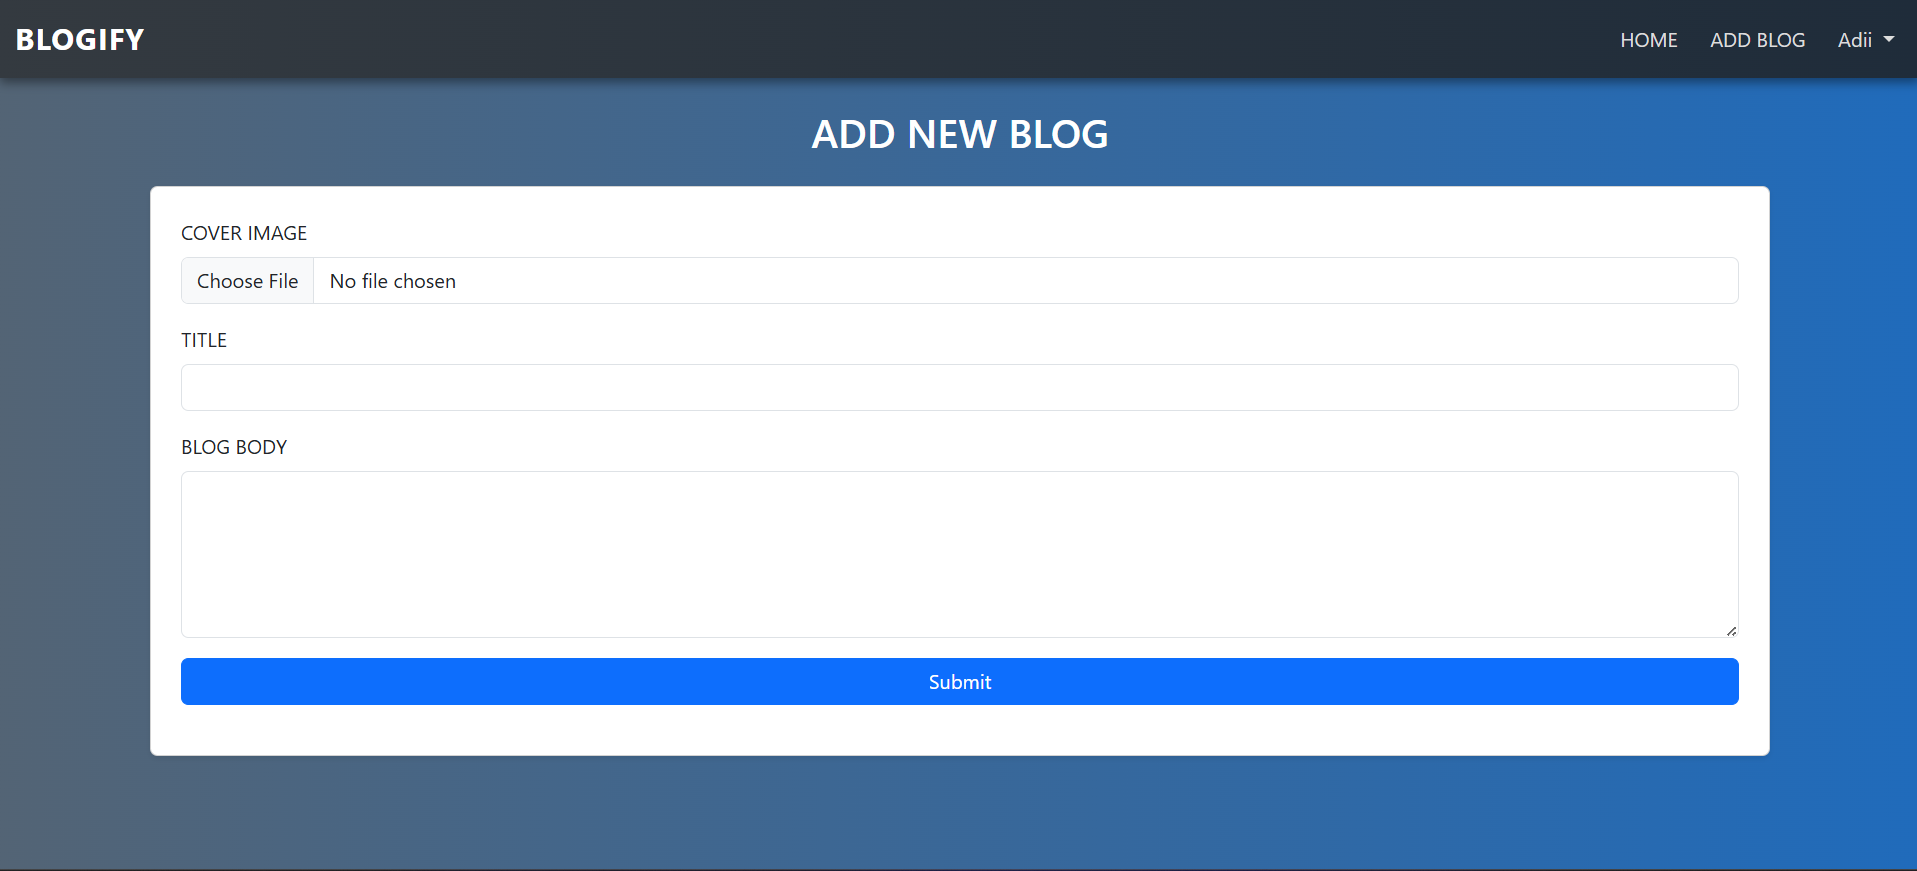 BLOGIFY
HOME ADD BLOG Adii
ADD NEW BLOG
COVER IMAGE
Choose File No file chosen
TITLE
BLOG BODY
Submit